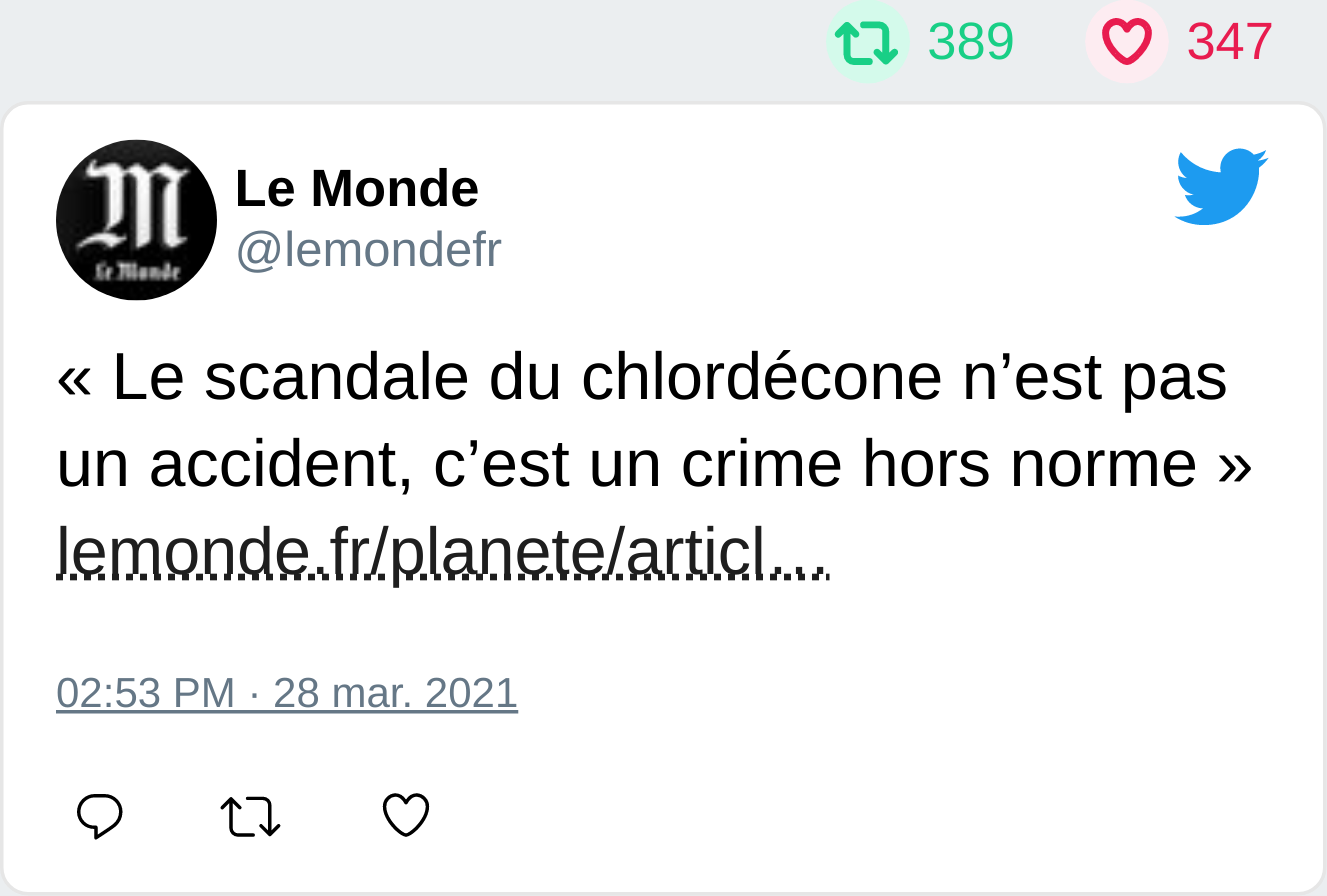 389 347
Le Monde
Le Monde
@lemondefr
« Le scandale du chlordécone n’est pas
un accident, c’est un crime hors norme »
lemonde.fr/planete/articl…
02:53 PM · 28 mar. 2021